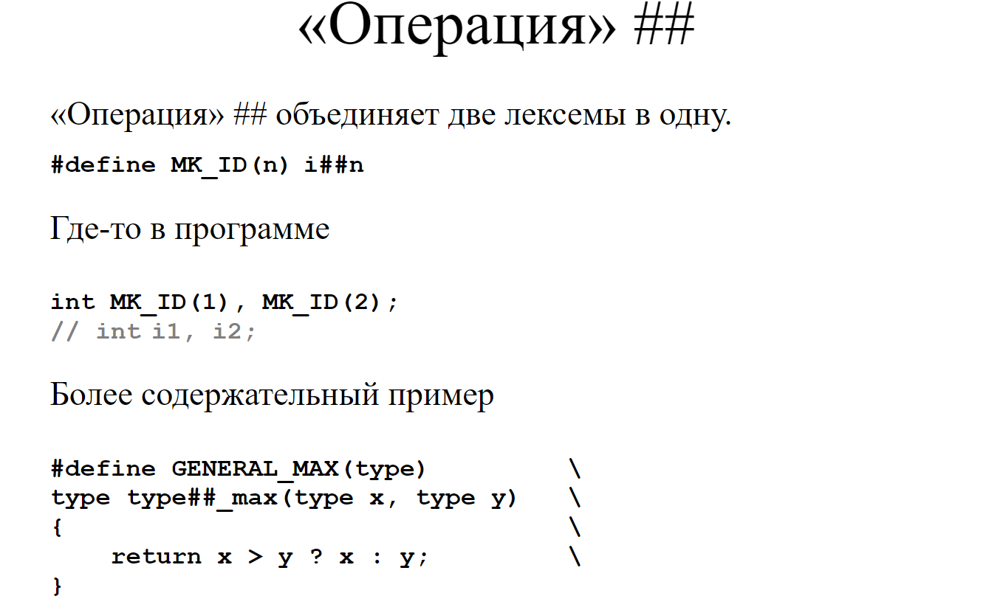 «Операция» ##
«Операция» ## объединяет две лексемы в одну.
#define MK_ID(n) i##n
Где-то в программе
int MK_ID(1), MK_ID(2);
// int i1, i2;
Более содержательный пример
#define GENERAL_MAX(type) \
type type##_max(type x, type y) \
{ \
    return x > y ? x : y; \
}